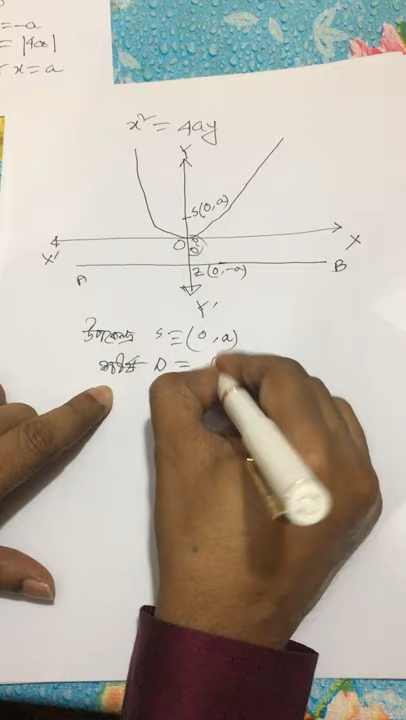 = -a
= |4a|
x = a
x² = 4ay
Y
S(0, a)
X' O X
A Z(0, -a) B
Y'
উপকেন্দ্র S ≡ (0, a)
শীর্ষ O ≡